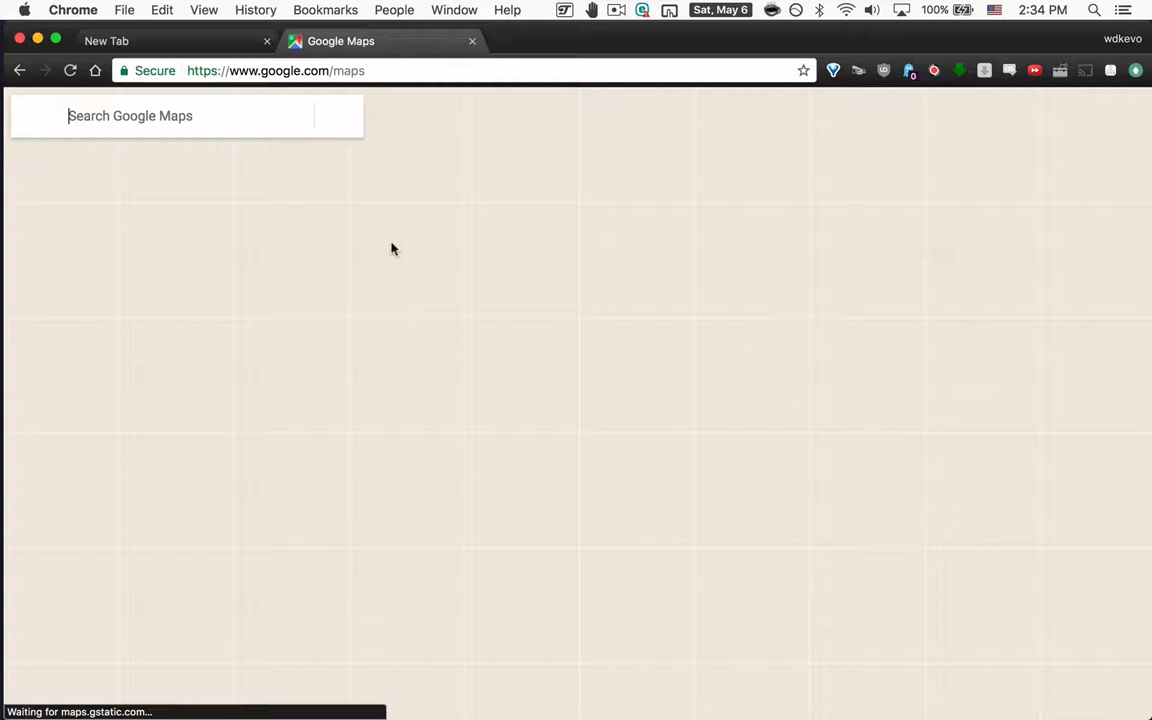 Chrome File Edit View History Bookmarks People Window Help Sat, May 6 100% 2:34 PM
New Tab Google Maps wdkevo
Secure https://www.google.com/maps 0
Search Google Maps
Waiting for maps.gstatic.com...